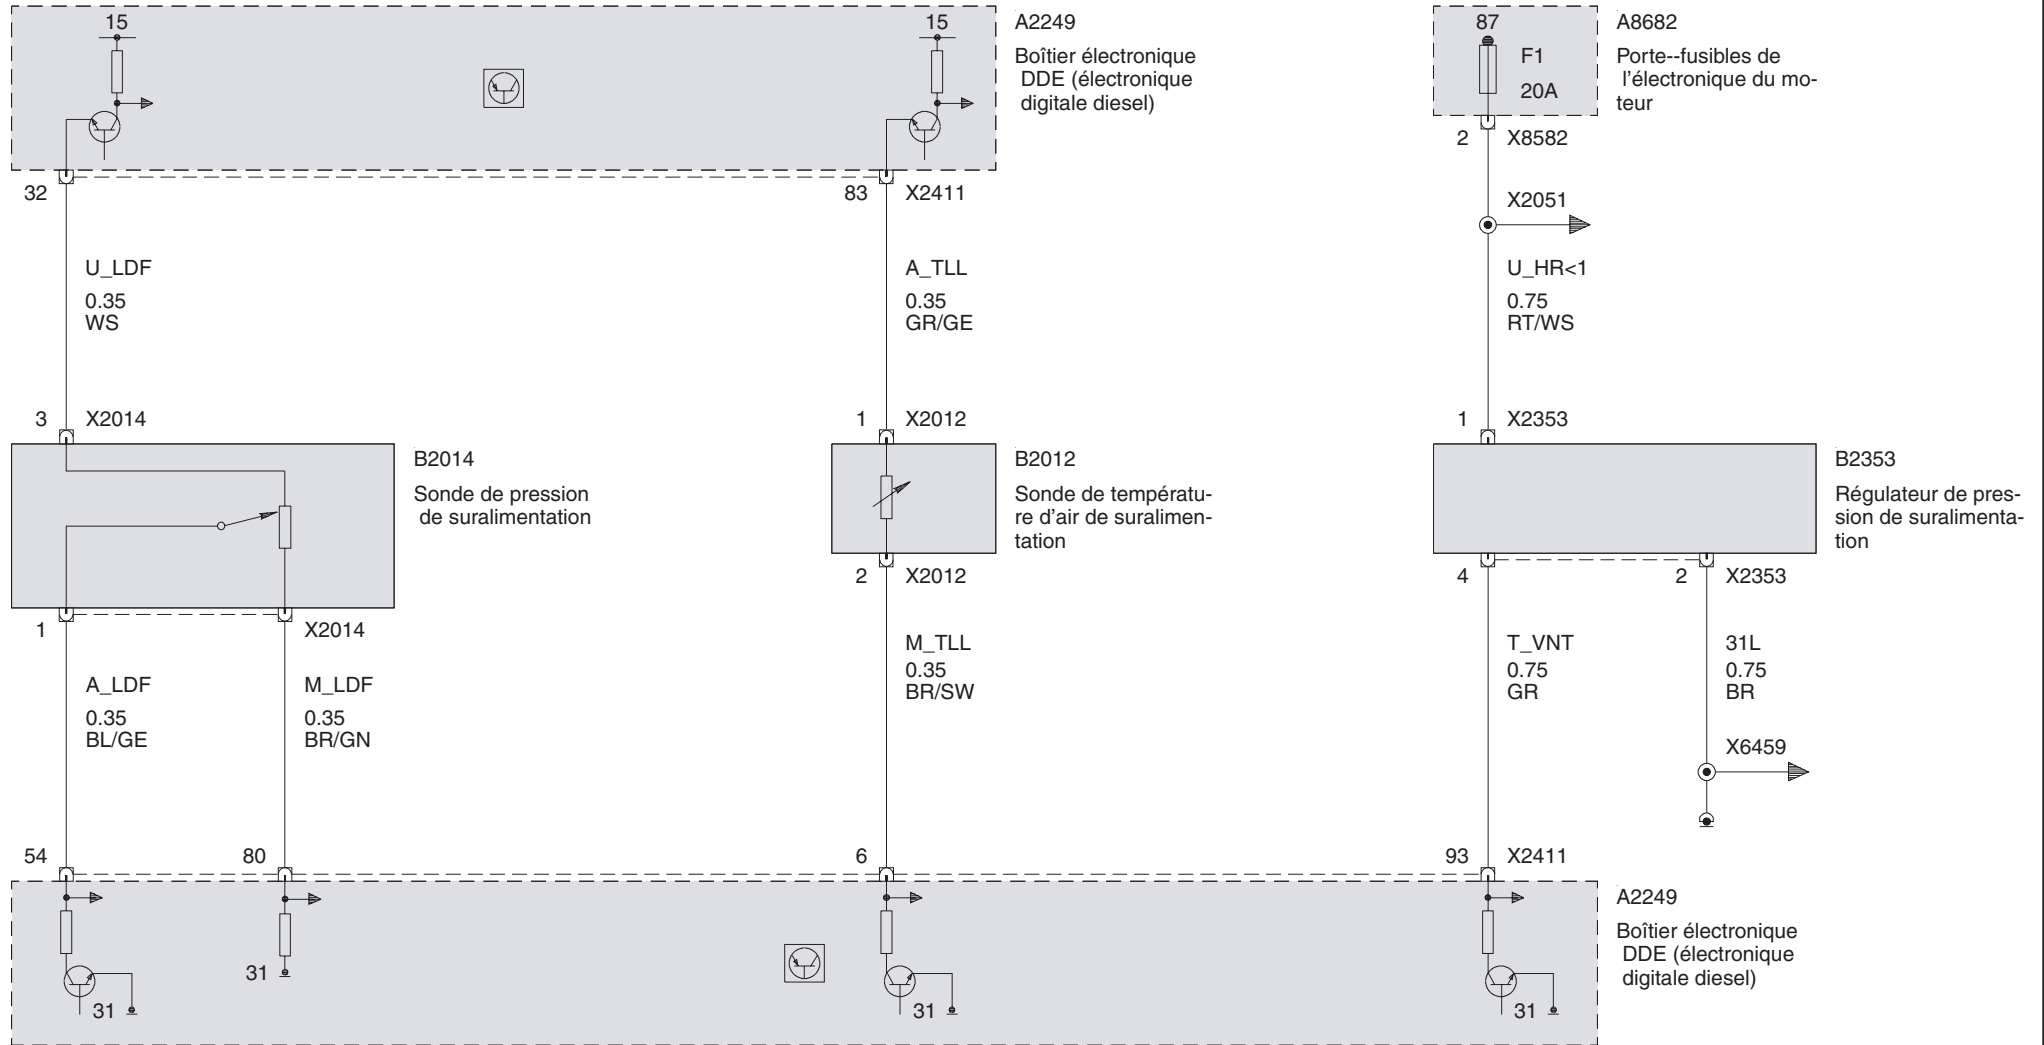 15
15
A2249
Boîtier électronique
DDE (électronique
digitale diesel)
87
F1
20A
A8682
Porte--fusibles de
l'électronique du mo-
teur
2
X8582
32
83
X2411
X2051
U_LDF
0.35
WS
A_TLL
0.35
GR/GE
U_HR<1
0.75
RT/WS
3
X2014
1
X2012
1
X2353
B2014
Sonde de pression
de suralimentation
B2012
Sonde de températu-
re d'air de suralimen-
tation
B2353
Régulateur de pres-
sion de suralimenta-
tion
2
X2012
4
2
X2353
1
X2014
A_LDF
0.35
BL/GE
M_LDF
0.35
BR/GN
M_TLL
0.35
BR/SW
T_VNT
0.75
GR
31L
0.75
BR
X6459
54
80
6
93
X2411
A2249
Boîtier électronique
DDE (électronique
digitale diesel)
31
31
31
31